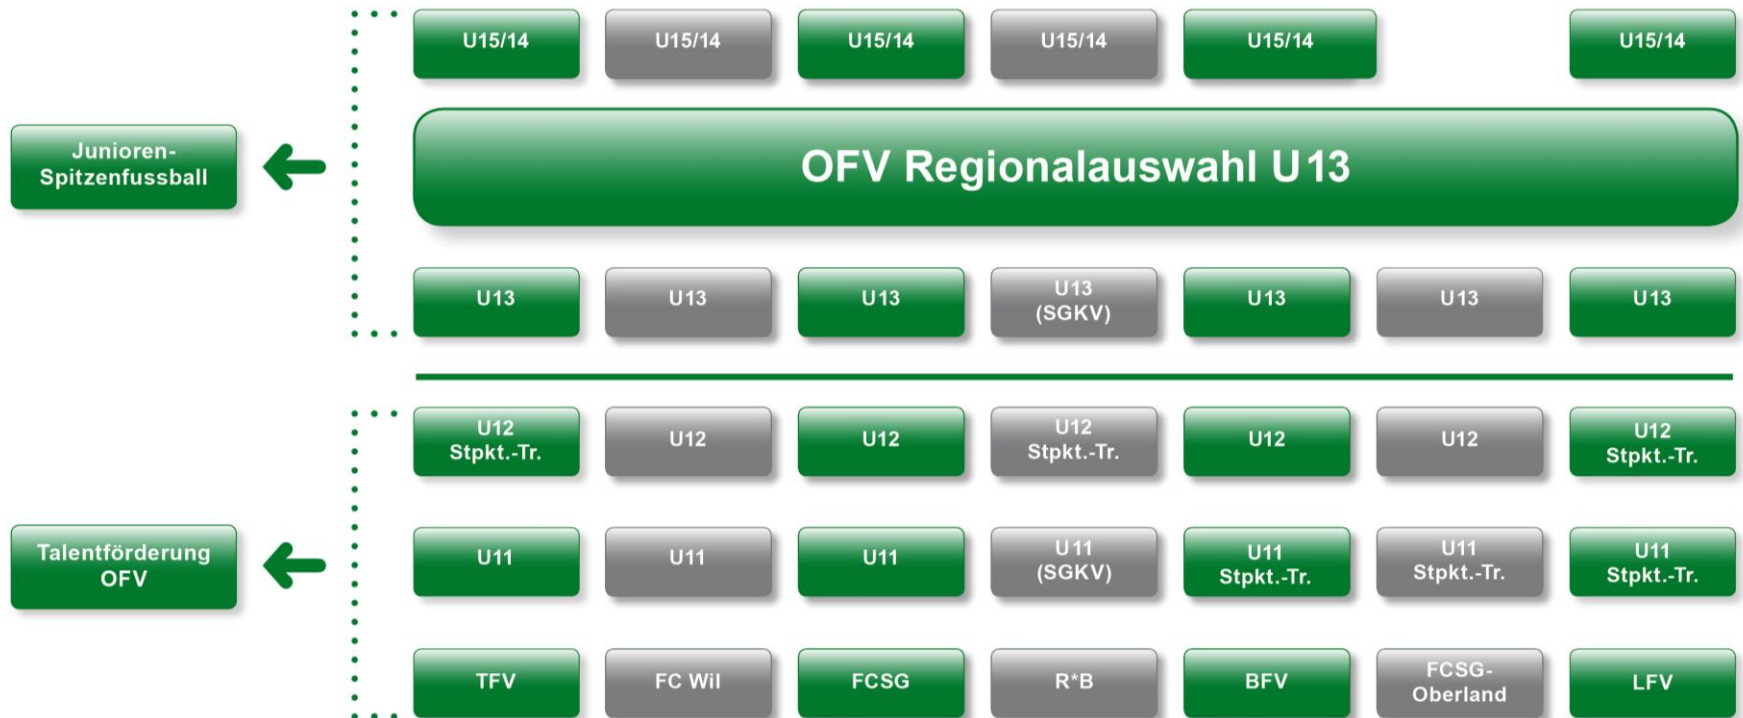 U15/14
U15/14
U15/14
U15/14
U15/14
U15/14
Junioren-
Spitzenfussball
OFV Regionalauswahl U13
U13
U13
U13
U13
(SGKV)
U13
U13
U13
U12
Stpkt.-Tr.
U12
U12
U12
Stpkt.-Tr.
U12
U12
U12
Stpkt.-Tr.
Talentförderung
OFV
U11
U11
U11
U11
(SGKV)
U11
Stpkt.-Tr.
U11
Stpkt.-Tr.
U11
Stpkt.-Tr.
TFV
FC Wil
FCSG
R*B
BFV
FCSG-
Oberland
LFV